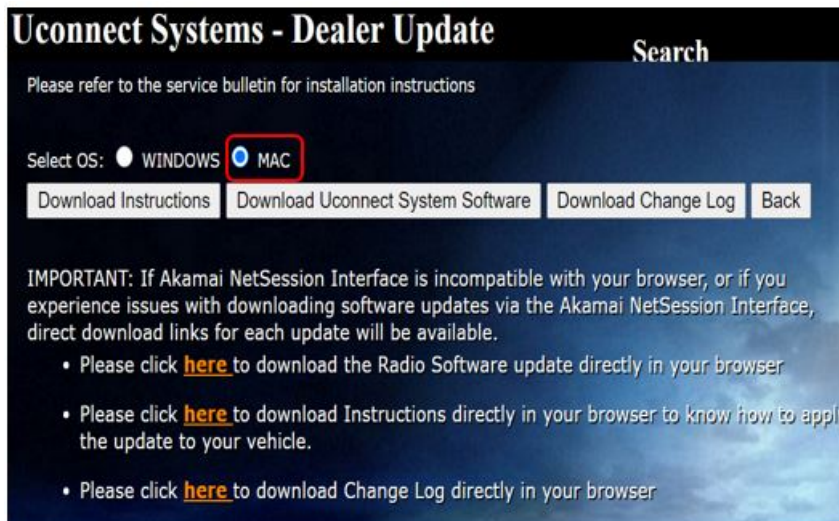 Uconnect Systems - Dealer Update
Search
Please refer to the service bulletin for installation instructions
Select OS: WINDOWS MAC
Download Instructions Download Uconnect System Software Download Change Log Back
IMPORTANT: If Akamai NetSession Interface is incompatible with your browser, or if you
experience issues with downloading software updates via the Akamai NetSession Interface,
direct download links for each update will be available.
• Please click here to download the Radio Software update directly in your browser
• Please click here to download Instructions directly in your browser to know how to appl
the update to your vehicle.
• Please click here to download Change Log directly in your browser